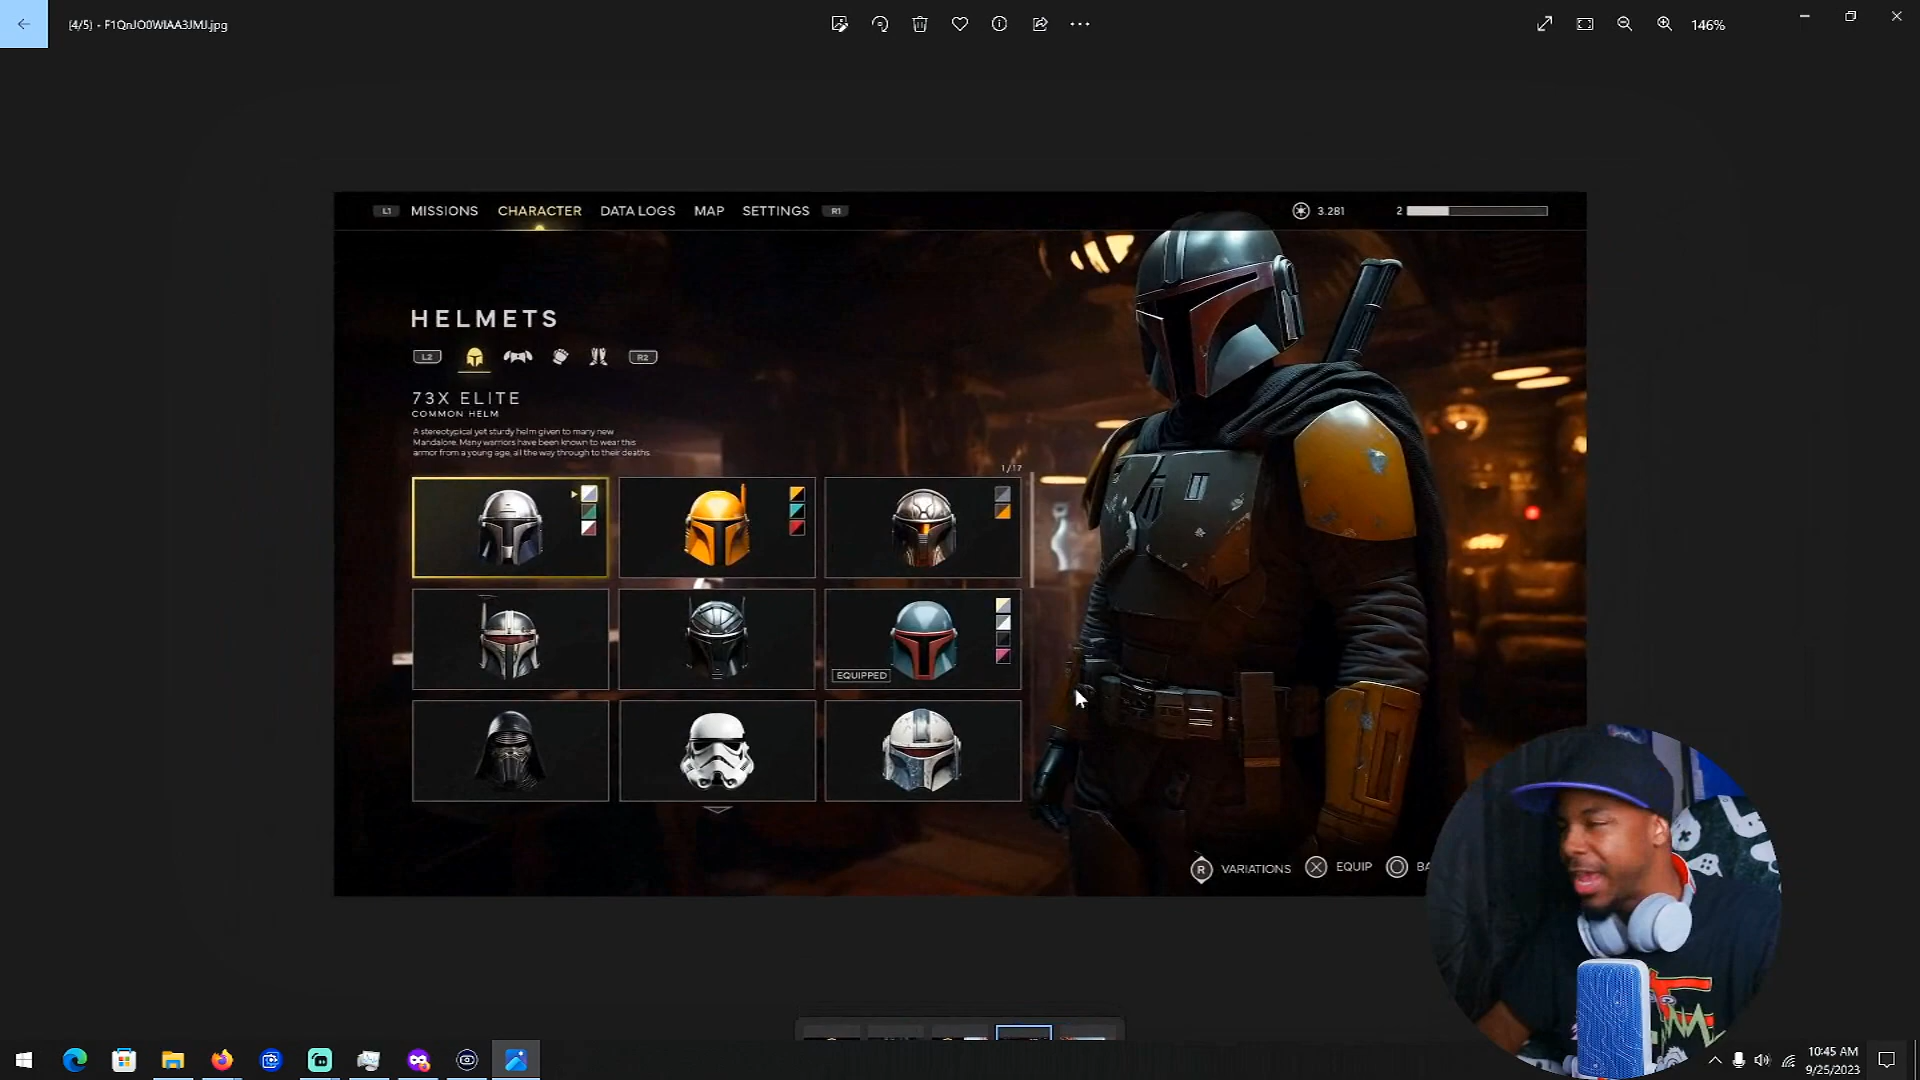 (4/5) - F1QnJO0WIAA3JMJ.jpg
146%
L1 MISSIONS CHARACTER DATA LOGS MAP SETTINGS R1
3.281 2
HELMETS
L2 R2
73X ELITE
COMMON HELM
A stereotypical yet sturdy helm given to many new
Mandalore. Many warriors have been known to wear this
armor from a young age, all the way through to their deaths.
1/17
EQUIPPED
R VARIATIONS EQUIP BA
10:45 AM
9/25/2023